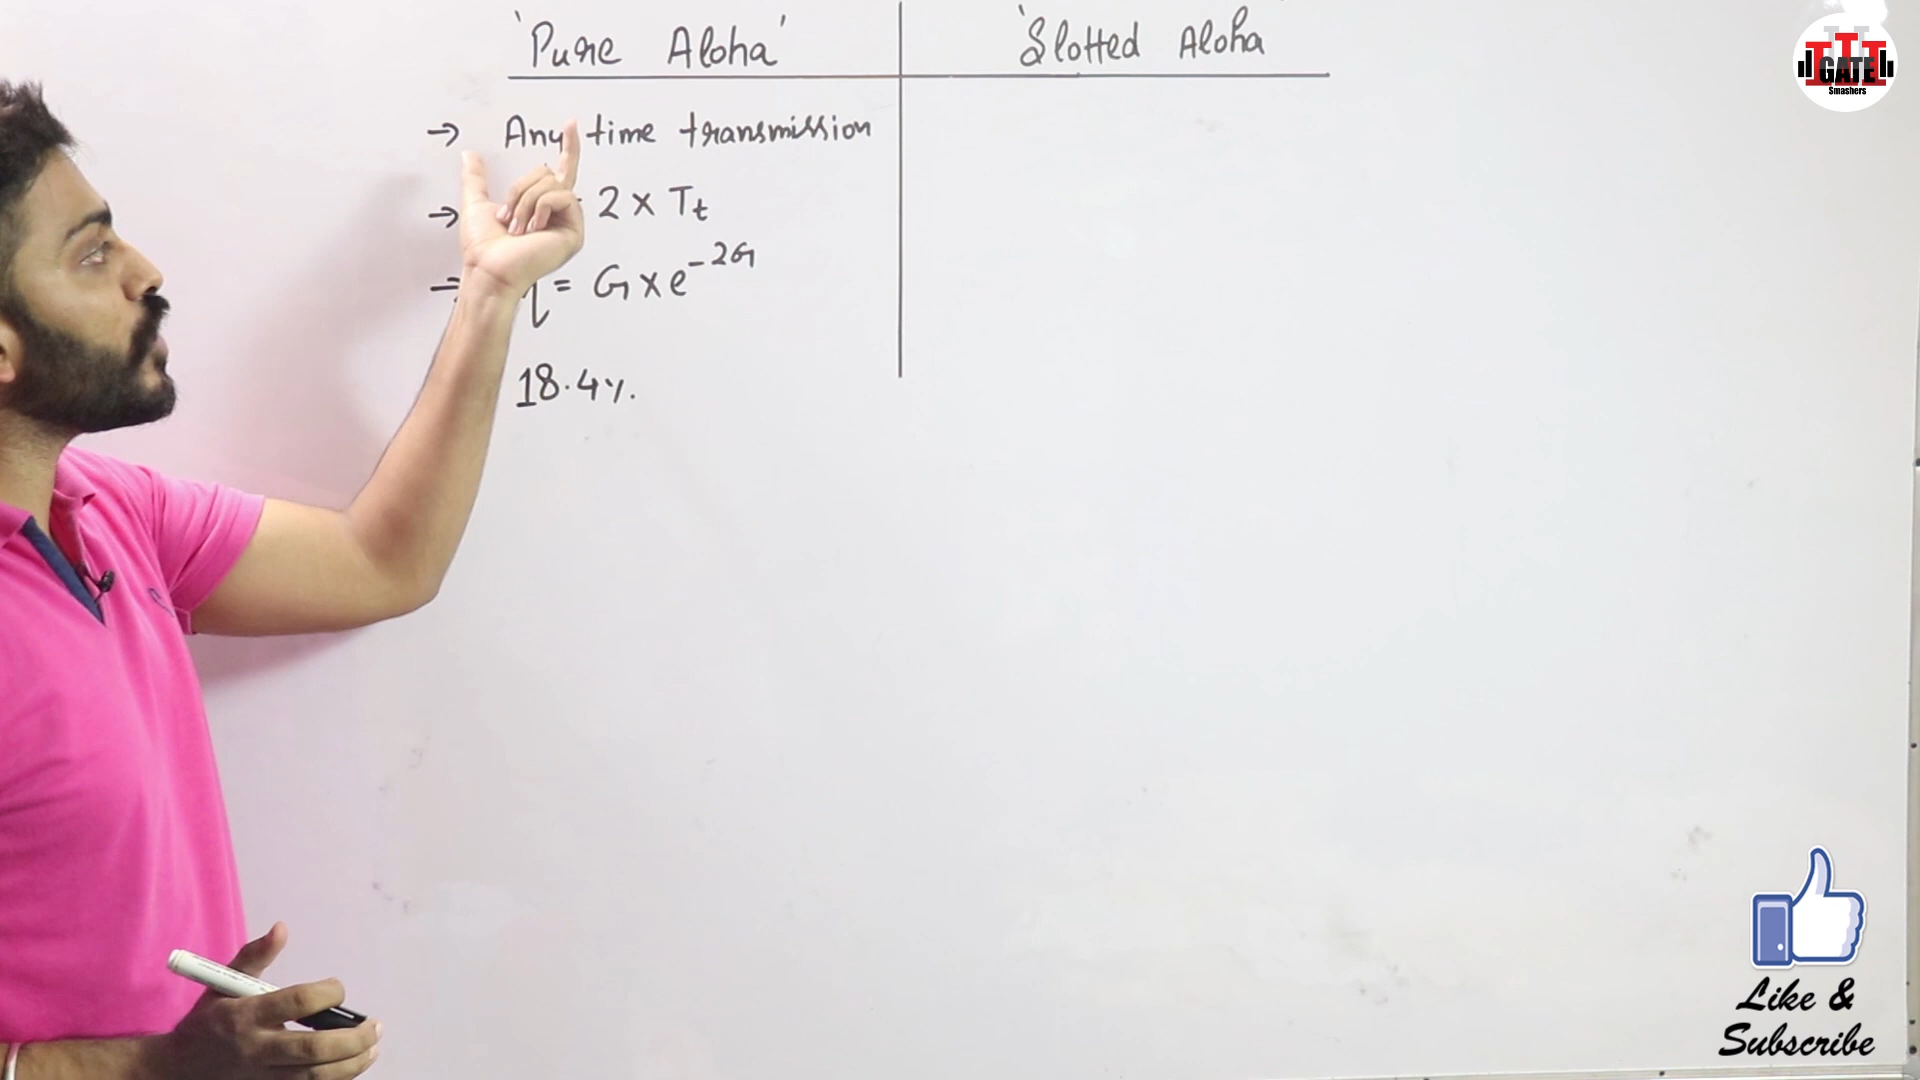 'Pure Aloha'
'Slotted Aloha
→ Any time transmission
→ 2 × Tt
→ η = G × e^-2G
18.4%.
GATE
Smashers
Like &
Subscribe